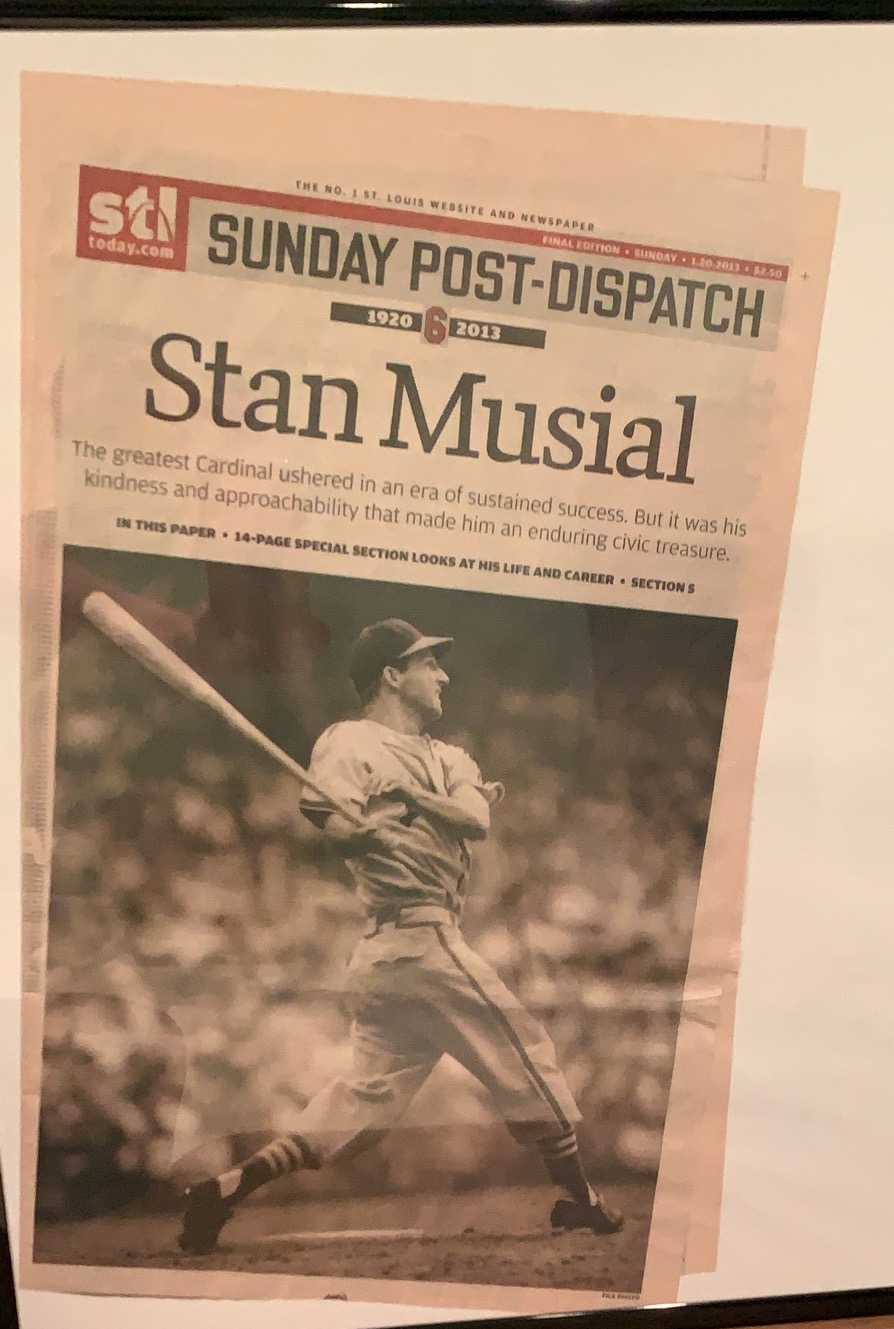 THE NO. 1 ST. LOUIS WEBSITE AND NEWSPAPER
stl
today.com
FINAL EDITION • SUNDAY • 1.20.2013 • $2.50
SUNDAY POST-DISPATCH
1920 6 2013
Stan Musial
The greatest Cardinal ushered in an era of sustained success. But it was his
kindness and approachability that made him an enduring civic treasure.
IN THIS PAPER • 14-PAGE SPECIAL SECTION LOOKS AT HIS LIFE AND CAREER • SECTION S
FILE PHOTO